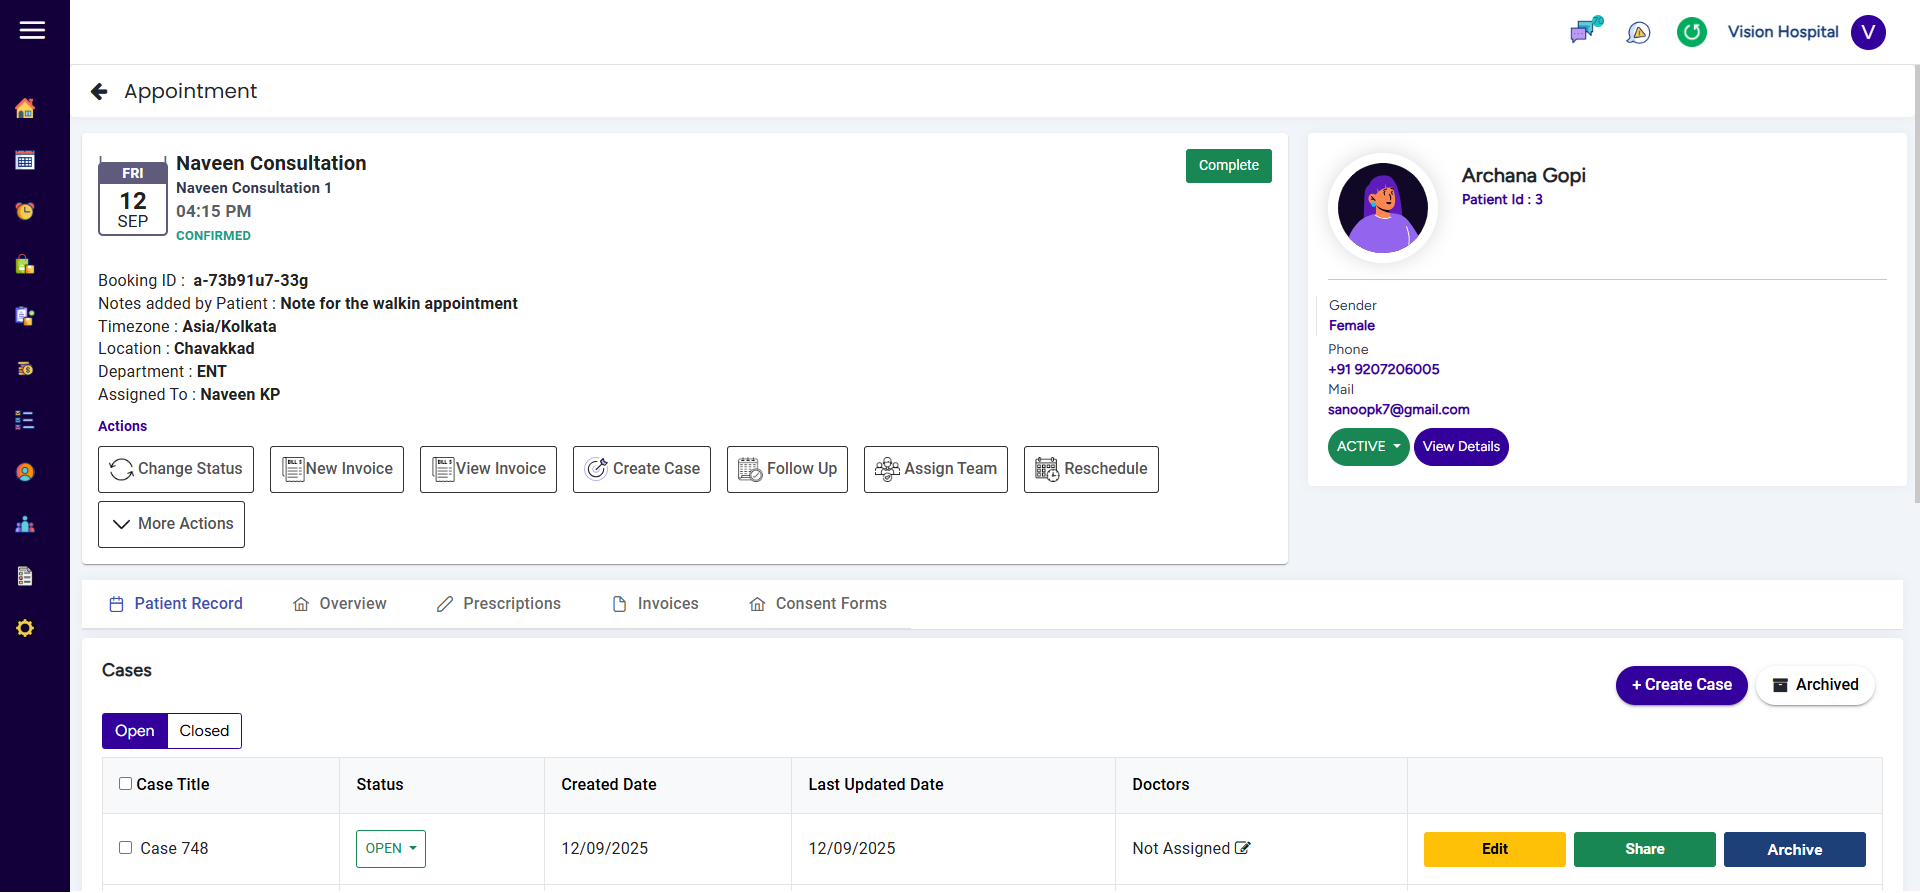 Vision Hospital
V
Appointment
FRI
12
SEP
Naveen Consultation
Naveen Consultation 1
04:15 PM
CONFIRMED
Complete
Booking ID : a-73b91u7-33g
Notes added by Patient : Note for the walkin appointment
Timezone : Asia/Kolkata
Location : Chavakkad
Department : ENT
Assigned To : Naveen KP
Actions
Change Status
New Invoice
View Invoice
Create Case
Follow Up
Assign Team
Reschedule
More Actions
Archana Gopi
Patient Id : 3
Gender
Female
Phone
+91 9207206005
Mail
sanoopk7@gmail.com
ACTIVE
View Details
Patient Record
Overview
Prescriptions
Invoices
Consent Forms
Cases
+ Create Case
Archived
Open
Closed
Case Title
Status
Created Date
Last Updated Date
Doctors
Case 748
OPEN
12/09/2025
12/09/2025
Not Assigned
Edit
Share
Archive